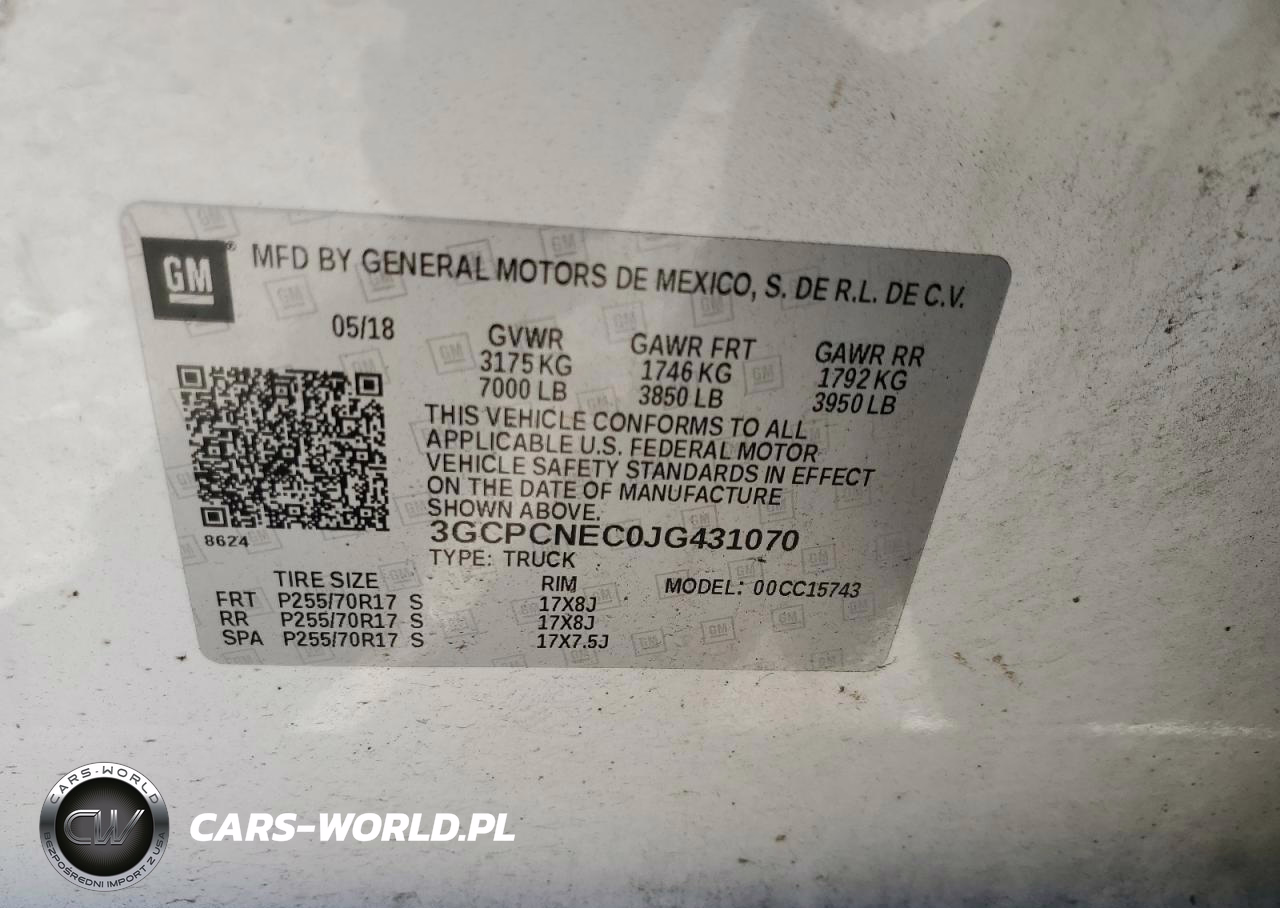 GM
® MFD BY GENERAL MOTORS DE MEXICO, S. DE R.L. DE C.V.
05/18
GVWR GAWR FRT GAWR RR
3175 KG 1746 KG 1792 KG
7000 LB 3850 LB 3950 LB
THIS VEHICLE CONFORMS TO ALL
APPLICABLE U.S. FEDERAL MOTOR
VEHICLE SAFETY STANDARDS IN EFFECT
ON THE DATE OF MANUFACTURE
SHOWN ABOVE.
8624
3GCPCNEC0JG431070
TYPE: TRUCK
TIRE SIZE RIM MODEL: 00CC15743
FRT P255/70R17 S 17X8J
RR P255/70R17 S 17X8J
SPA P255/70R17 S 17X7.5J
CARS-WORLD
CW
BEZPOŚREDNI IMPORT Z USA
CARS-WORLD.PL